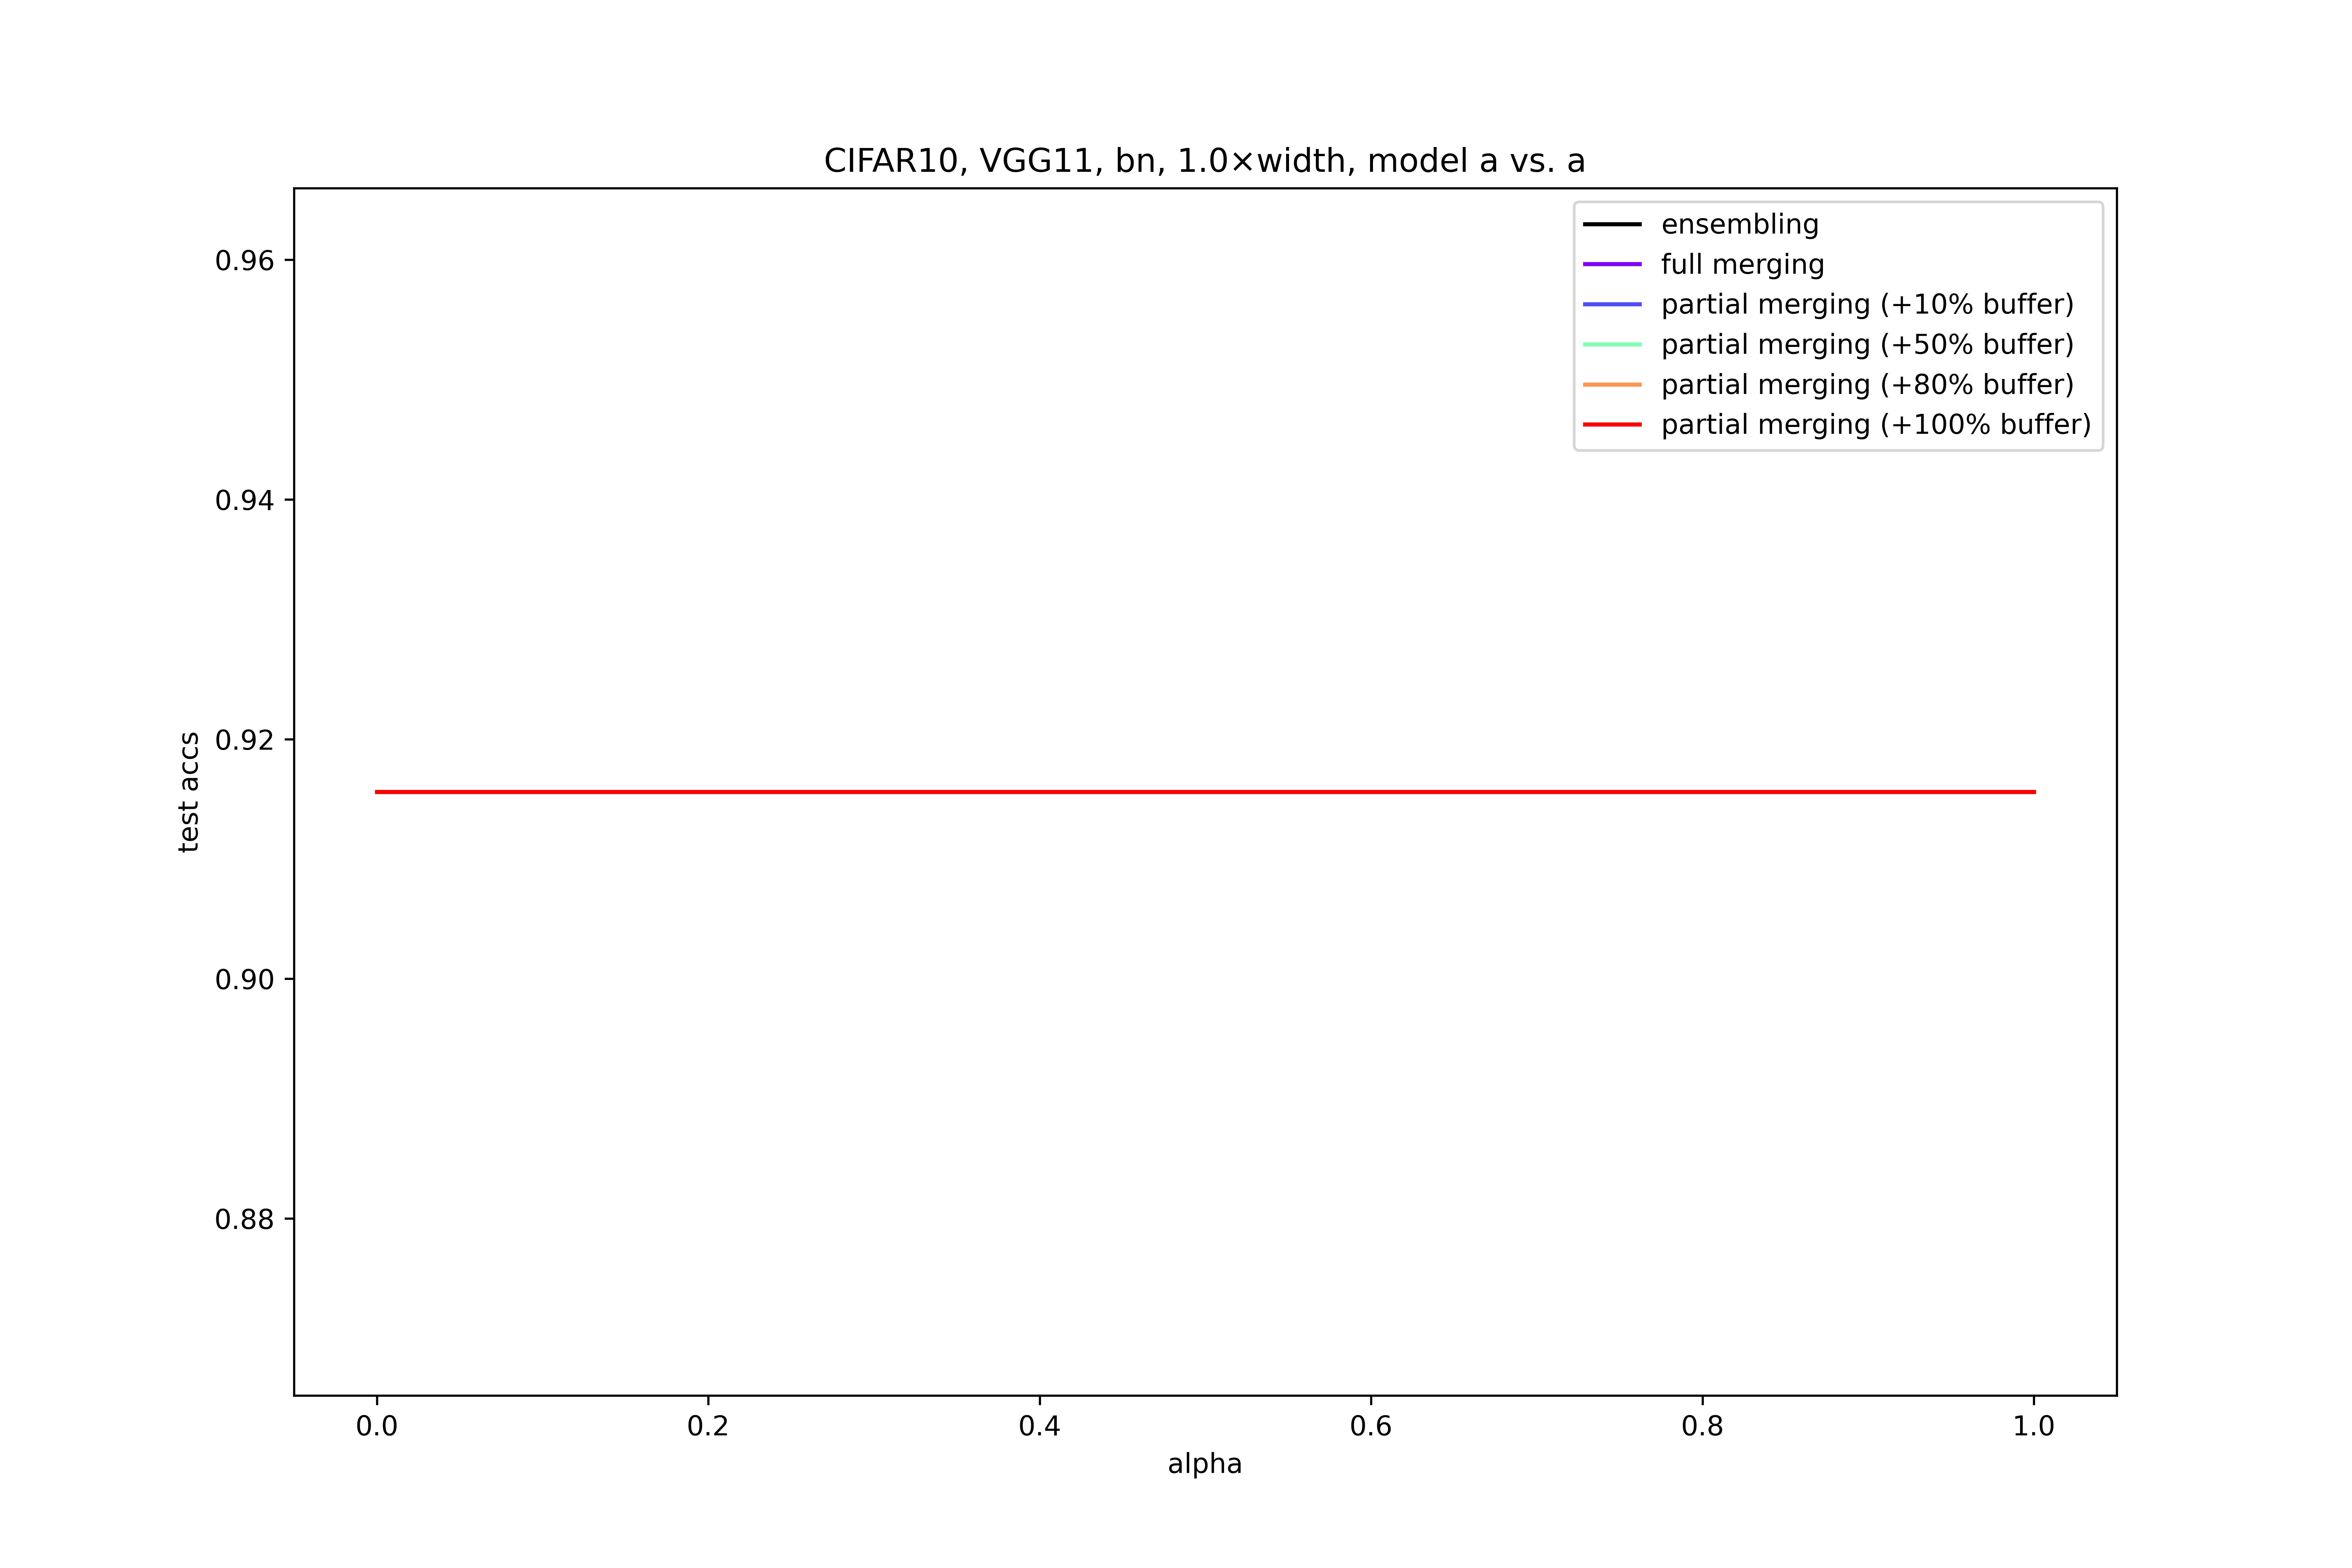 CIFAR10, VGG11, bn, 1.0×width, model a vs. a
ensembling
full merging
partial merging (+10% buffer)
partial merging (+50% buffer)
partial merging (+80% buffer)
partial merging (+100% buffer)
0.96
0.94
0.92
0.90
0.88
test accs
0.0 0.2 0.4 0.6 0.8 1.0
alpha